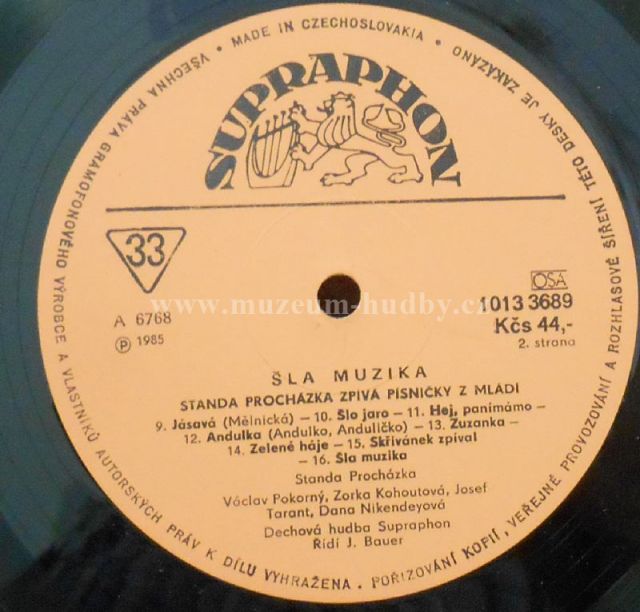 VŠECHNA PRÁVA GRAMOFONOVÉHO VÝROBCE A VLASTNÍKŮ AUTORSKÝCH PRÁV K DÍLU VYHRAŽENA. POŘIZOVÁNÍ KOPIÍ, VEŘEJNÉ PROVOZOVÁNÍ A ROZHLASOVÉ ŠÍŘENÍ TÉTO DESKY JE ZAKÁZÁNO • MADE IN CZECHOSLOVAKIA •
SUPRAPHON
33
OSA
www.muzeum-hudby.cz
1013 3689
A 6768
Kčs 44,-
Ⓟ 1985
2. strana
ŠLA MUZIKA
STANDA PROCHÁZKA ZPÍVÁ PÍSNIČKY Z MLÁDÍ
9. Jásavá (Mělnická) – 10. Šlo jaro – 11. Hej, panímámo –
12. Andulka (Andulko, Anduličko) – 13. Zuzanka –
14. Zelené háje – 15. Skřivánek zpíval
– 16. Šla muzika
Standa Procházka
Václav Pokorný, Zorka Kohoutová, Josef
Tarant, Dana Nikendeyová
Dechová hudba Supraphon
Řídí J. Bauer